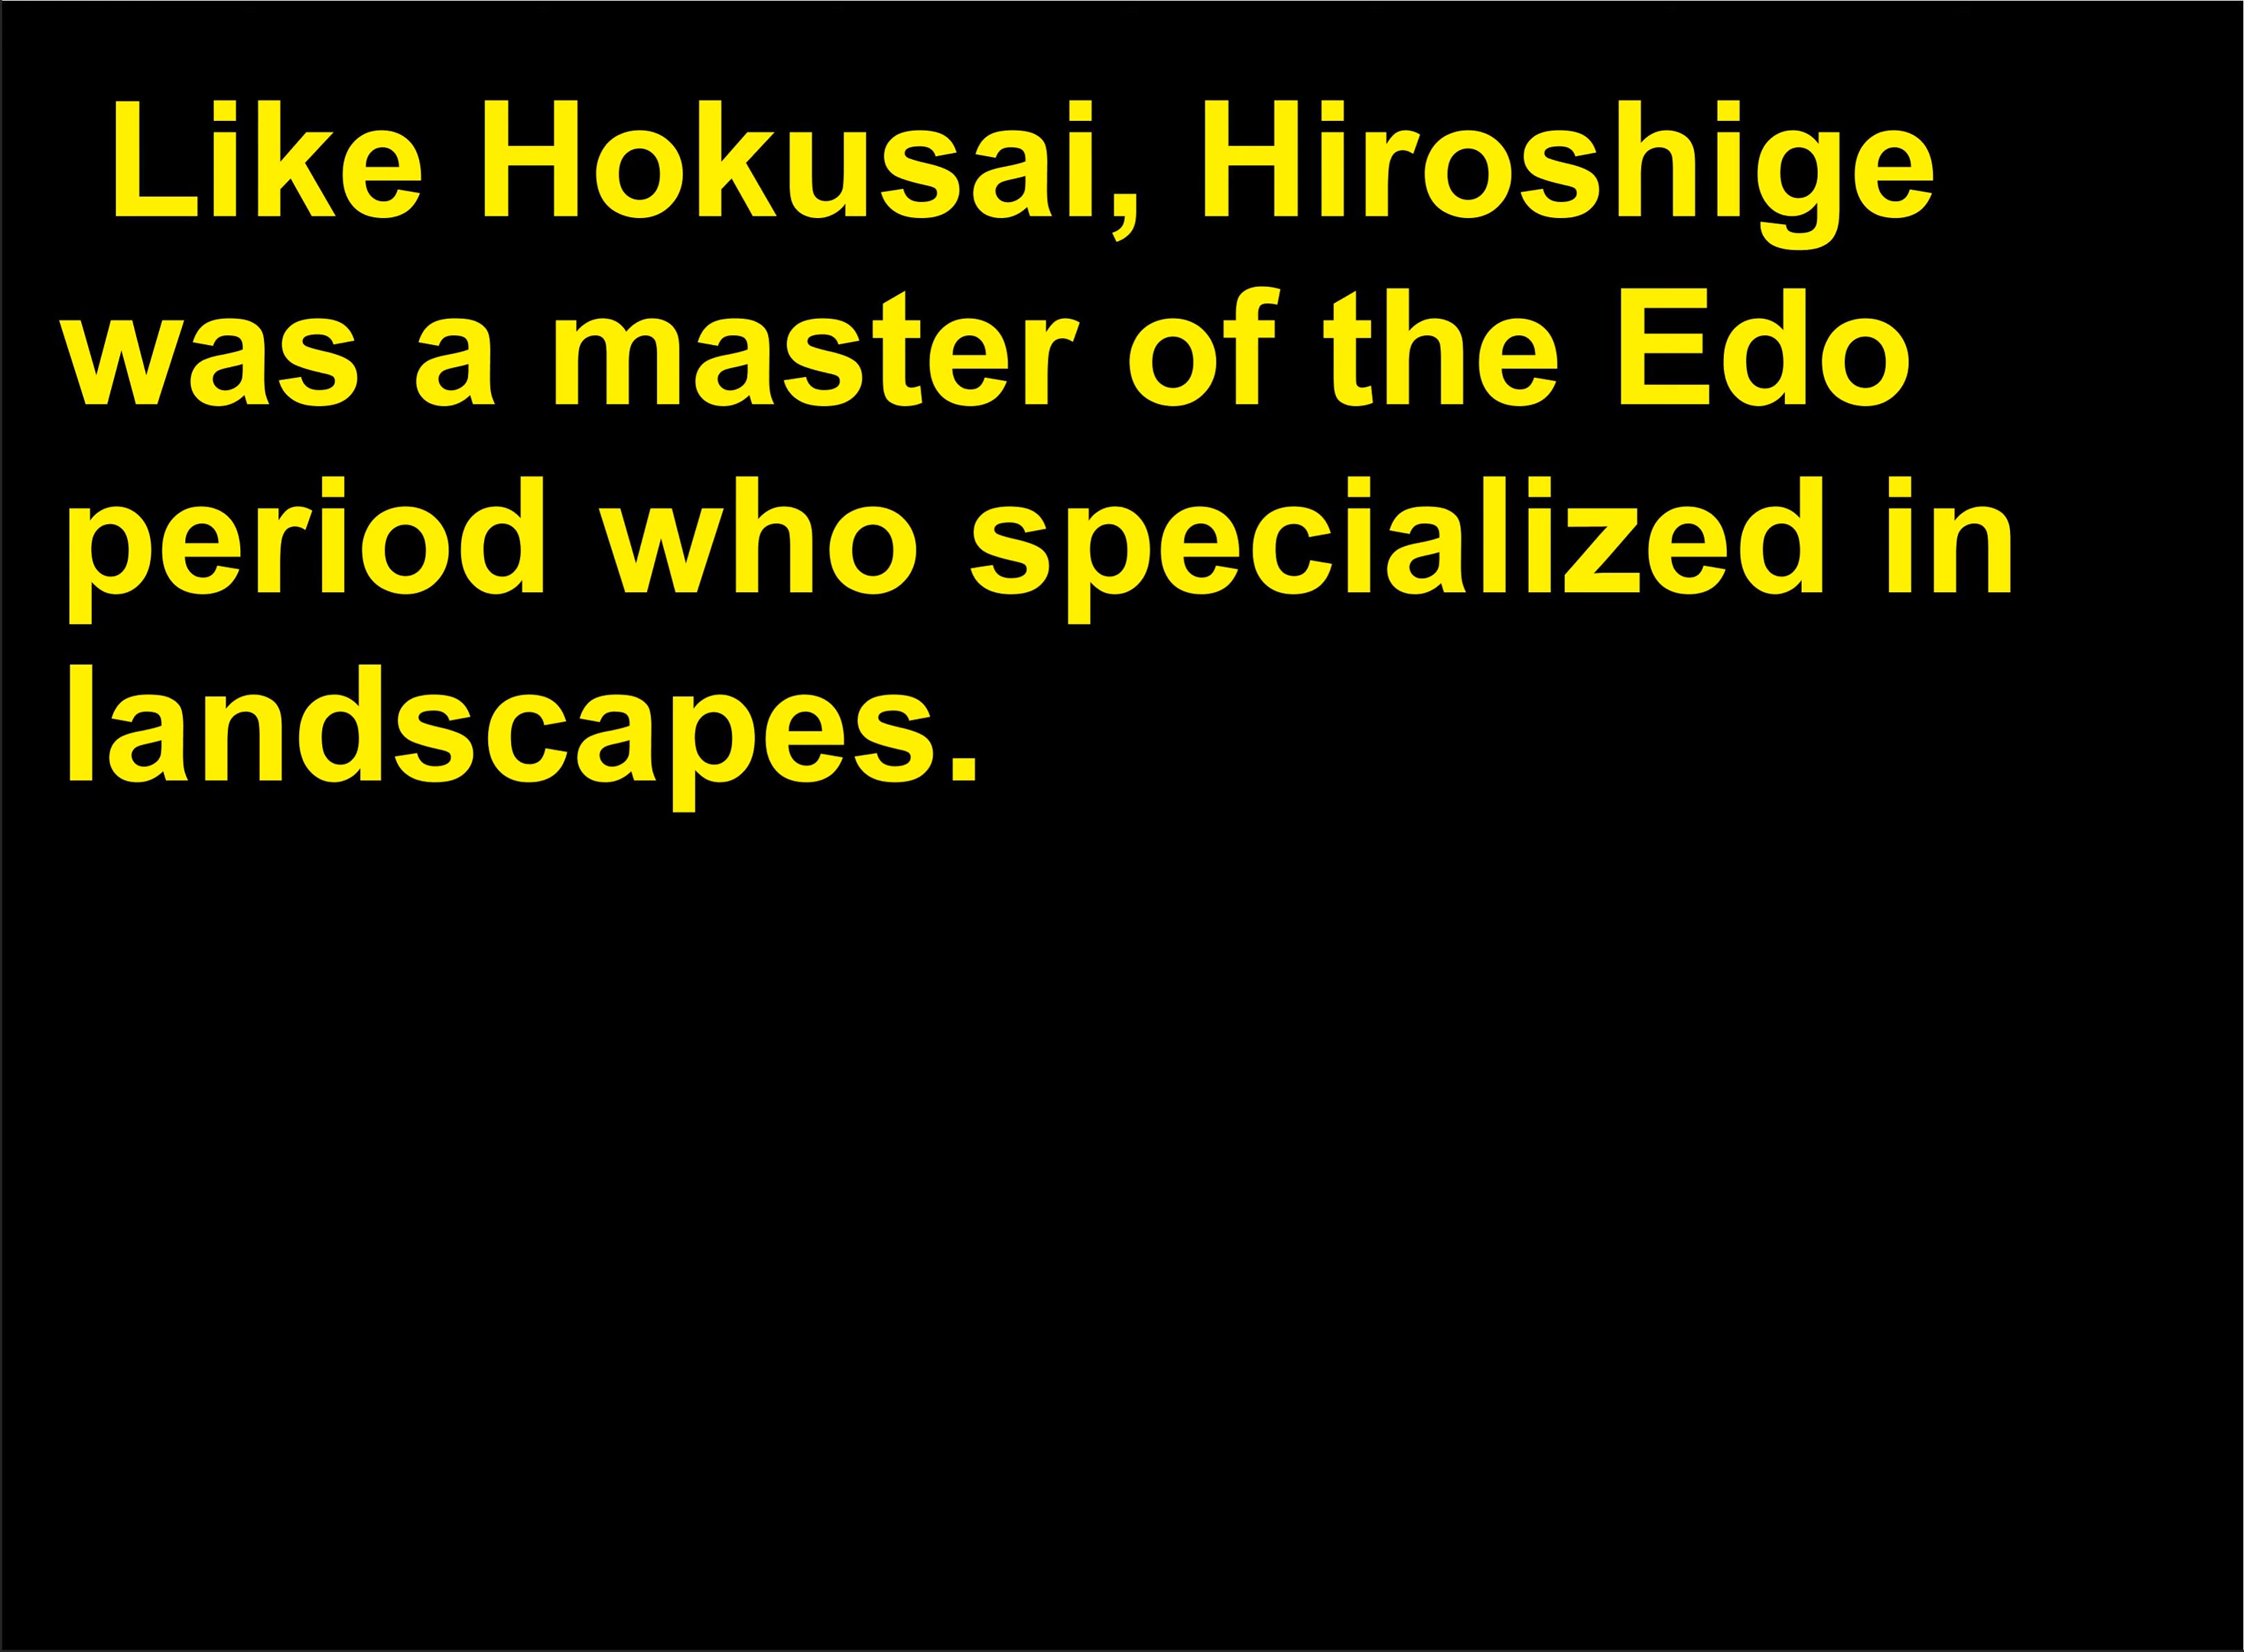 Like Hokusai, Hiroshige
was a master of the Edo
period who specialized in
landscapes.